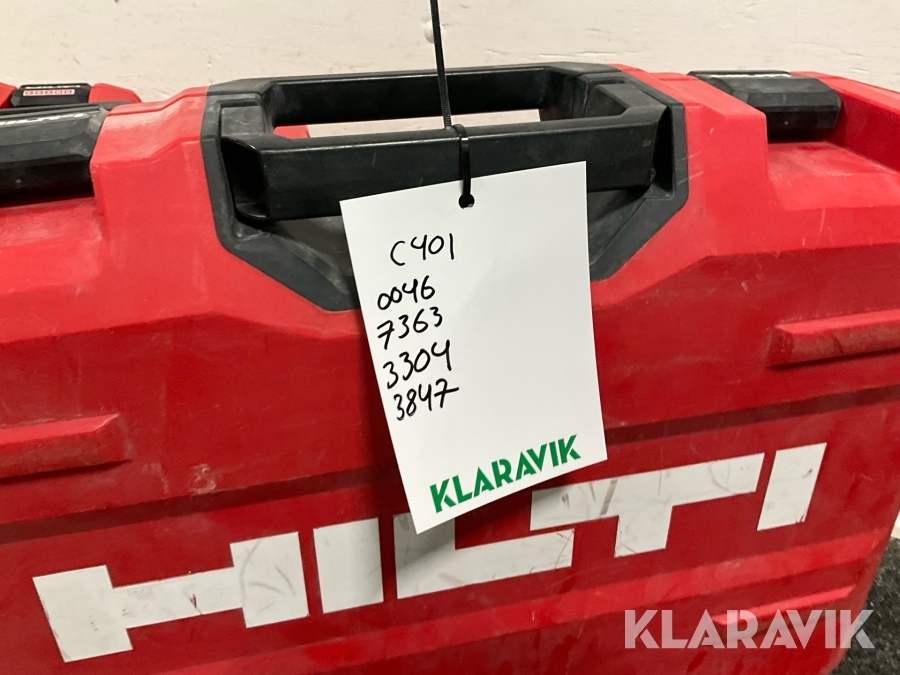 C401
0046
7363
3304
3847
KLARAVIK
HILTI
KLARAVIK